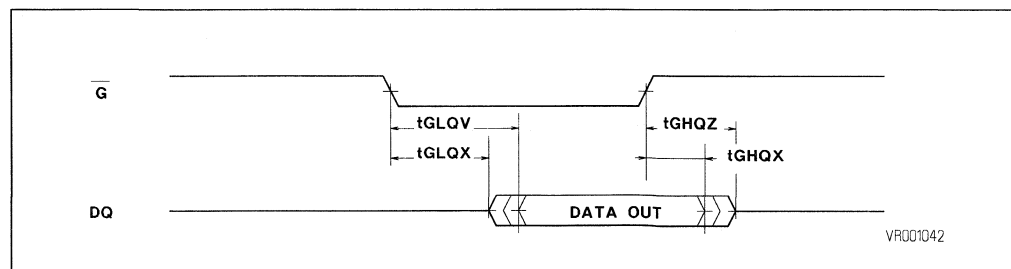 G̅
tGLQV
tGHQZ
tGLQX
tGHQX
DQ
DATA OUT
VR001042